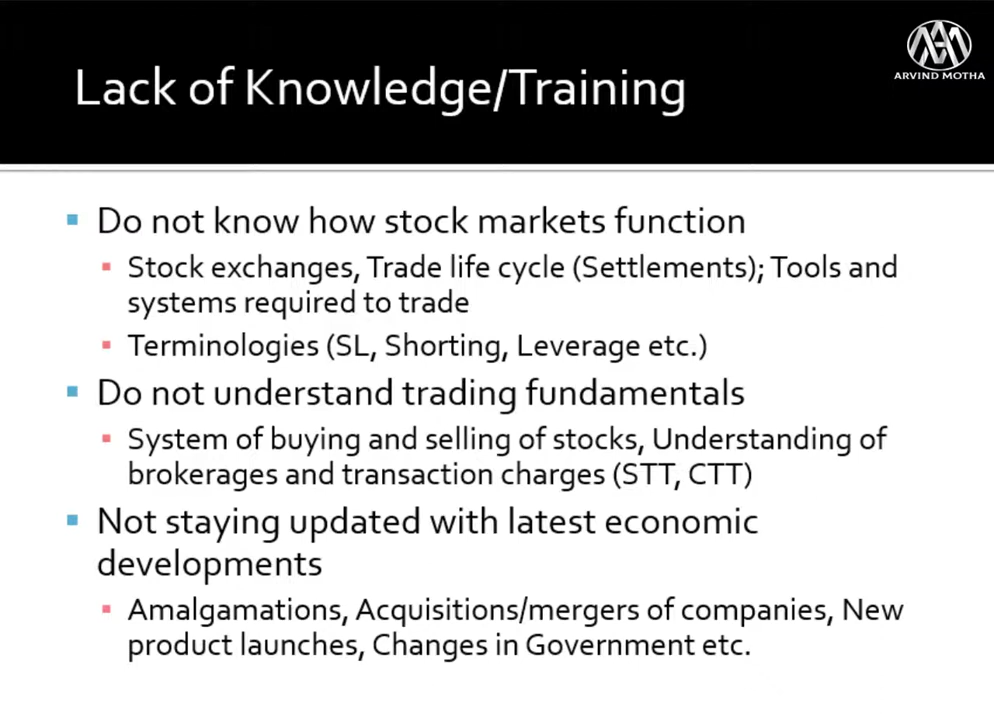 ARVIND MOTHA
Lack of Knowledge/Training
Do not know how stock markets function
Stock exchanges, Trade life cycle (Settlements); Tools and
systems required to trade
Terminologies (SL, Shorting, Leverage etc.)
Do not understand trading fundamentals
System of buying and selling of stocks, Understanding of
brokerages and transaction charges (STT, CTT)
Not staying updated with latest economic
developments
Amalgamations, Acquisitions/mergers of companies, New
product launches, Changes in Government etc.